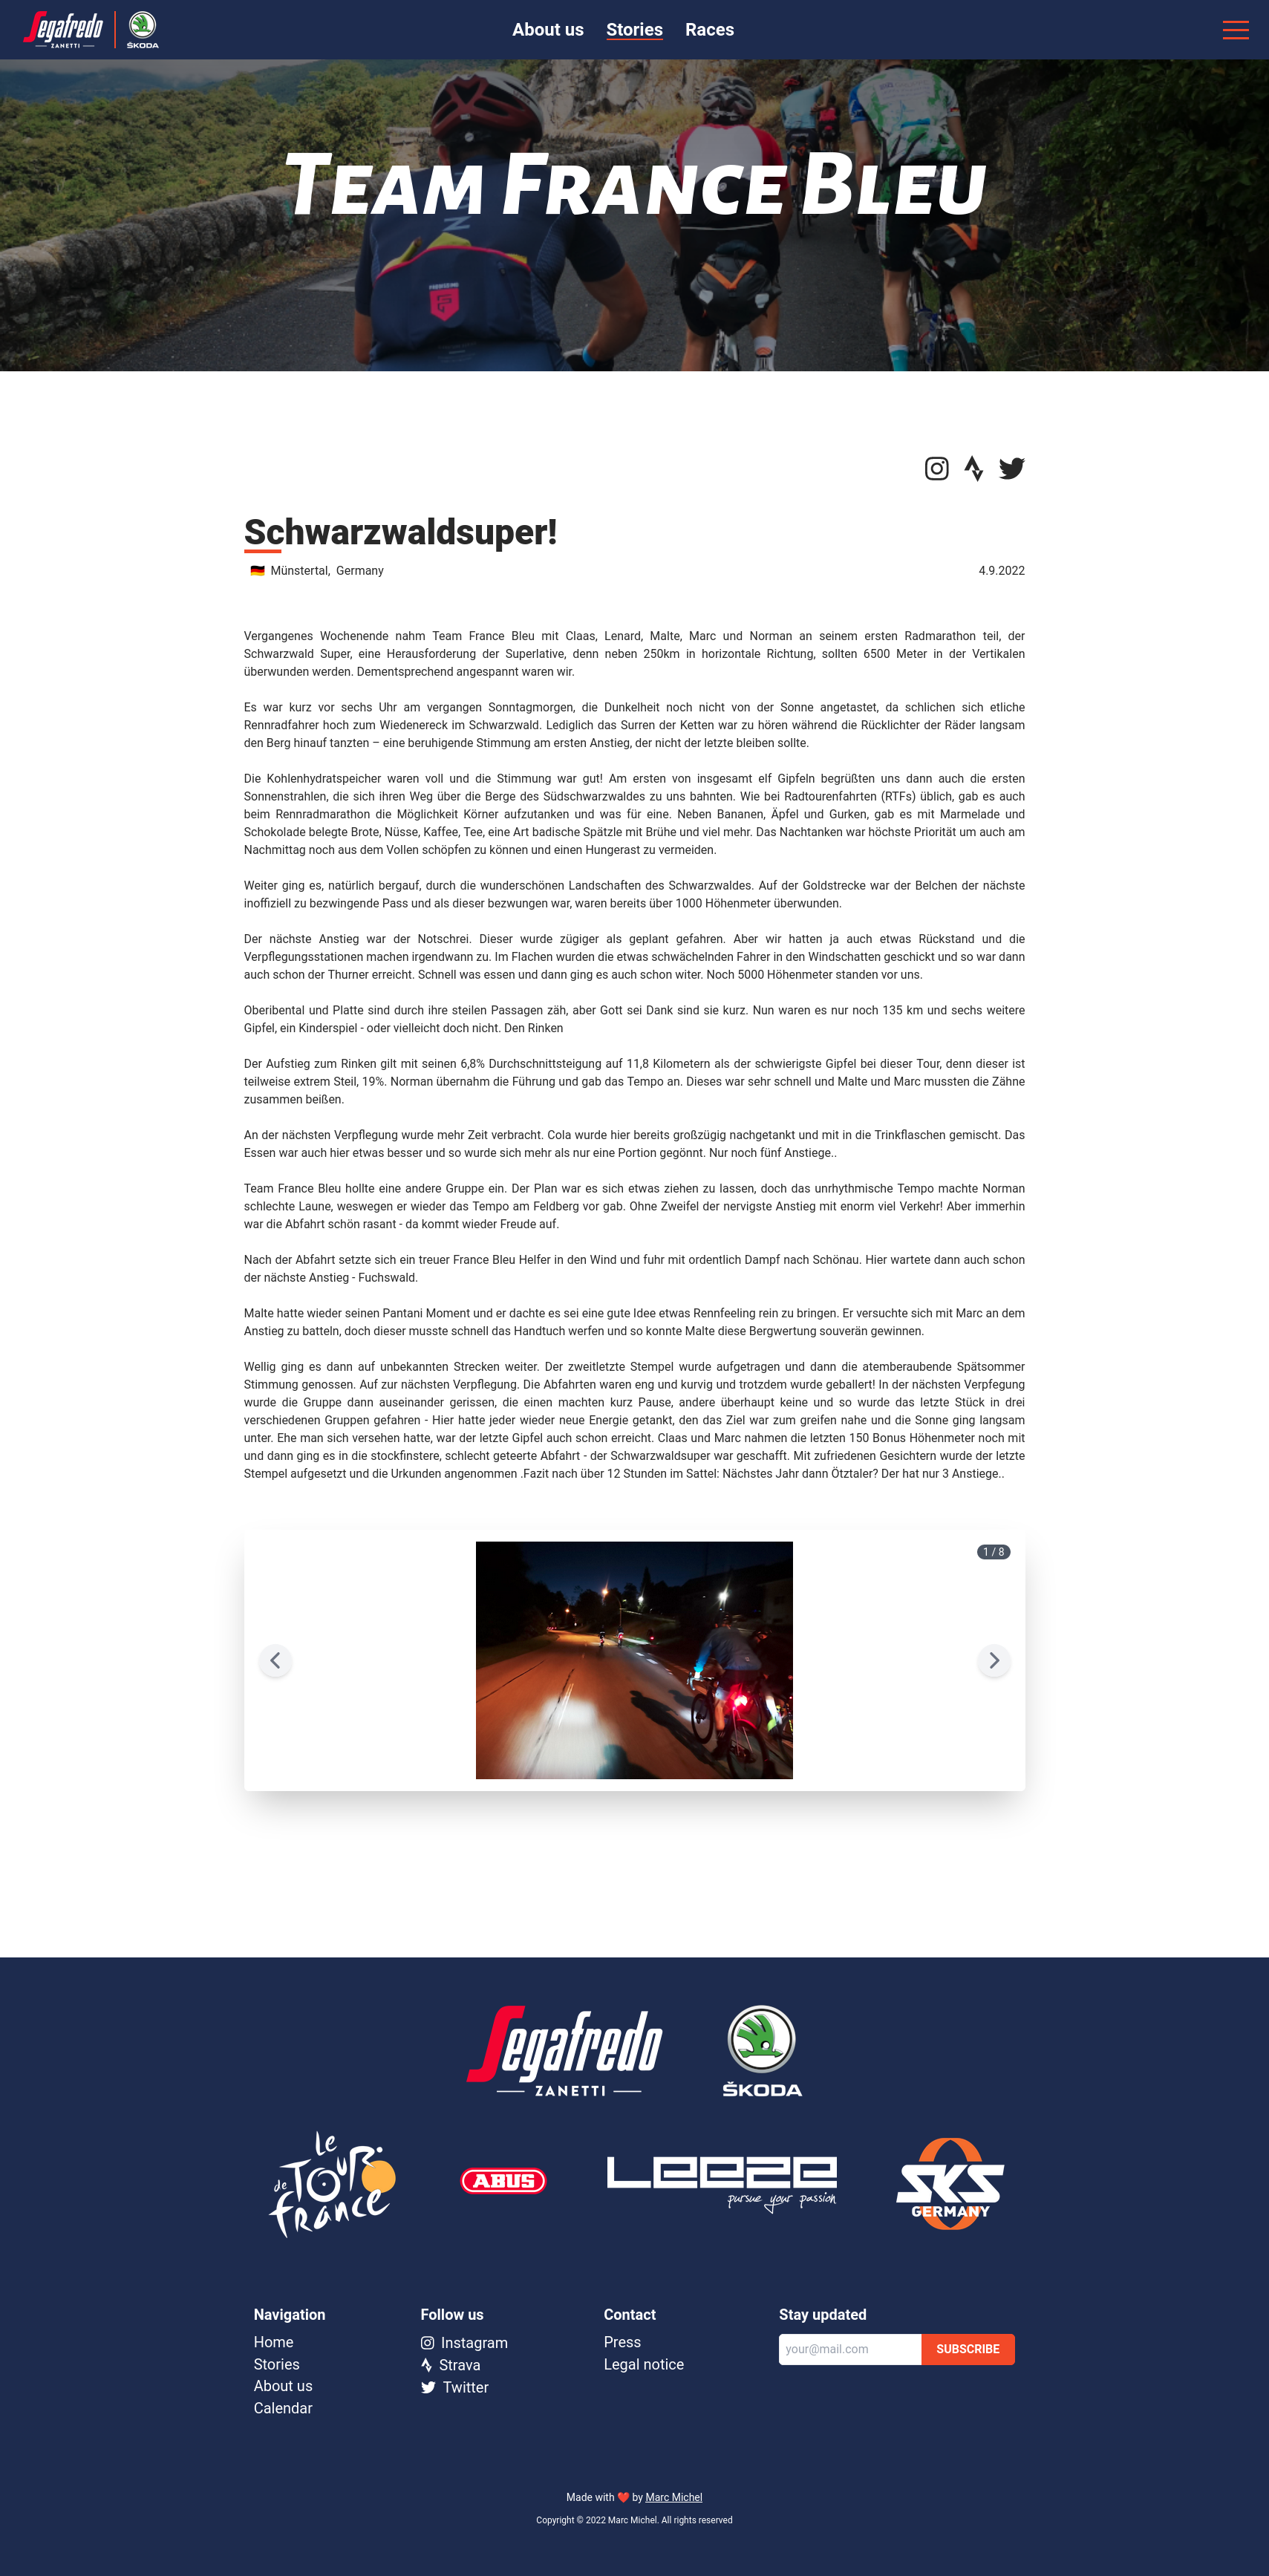 Segafredo
ZANETTI
ŠKODA
About us Stories Races
Team France Bleu
Schwarzwaldsuper!
🇩🇪 Münstertal, Germany 4.9.2022
Vergangenes Wochenende nahm Team France Bleu mit Claas, Lenard, Malte, Marc und Norman an seinem ersten Radmarathon teil, der
Schwarzwald Super, eine Herausforderung der Superlative, denn neben 250km in horizontale Richtung, sollten 6500 Meter in der Vertikalen
überwunden werden. Dementsprechend angespannt waren wir.
Es war kurz vor sechs Uhr am vergangen Sonntagmorgen, die Dunkelheit noch nicht von der Sonne angetastet, da schlichen sich etliche
Rennradfahrer hoch zum Wiedenereck im Schwarzwald. Lediglich das Surren der Ketten war zu hören während die Rücklichter der Räder langsam
den Berg hinauf tanzten – eine beruhigende Stimmung am ersten Anstieg, der nicht der letzte bleiben sollte.
Die Kohlenhydratspeicher waren voll und die Stimmung war gut! Am ersten von insgesamt elf Gipfeln begrüßten uns dann auch die ersten
Sonnenstrahlen, die sich ihren Weg über die Berge des Südschwarzwaldes zu uns bahnten. Wie bei Radtourenfahrten (RTFs) üblich, gab es auch
beim Rennradmarathon die Möglichkeit Körner aufzutanken und was für eine. Neben Bananen, Äpfel und Gurken, gab es mit Marmelade und
Schokolade belegte Brote, Nüsse, Kaffee, Tee, eine Art badische Spätzle mit Brühe und viel mehr. Das Nachtanken war höchste Priorität um auch am
Nachmittag noch aus dem Vollen schöpfen zu können und einen Hungerast zu vermeiden.
Weiter ging es, natürlich bergauf, durch die wunderschönen Landschaften des Schwarzwaldes. Auf der Goldstrecke war der Belchen der nächste
inoffiziell zu bezwingende Pass und als dieser bezwungen war, waren bereits über 1000 Höhenmeter überwunden.
Der nächste Anstieg war der Notschrei. Dieser wurde zügiger als geplant gefahren. Aber wir hatten ja auch etwas Rückstand und die
Verpflegungsstationen machen irgendwann zu. Im Flachen wurden die etwas schwächelnden Fahrer in den Windschatten geschickt und so war dann
auch schon der Thurner erreicht. Schnell was essen und dann ging es auch schon witer. Noch 5000 Höhenmeter standen vor uns.
Oberibental und Platte sind durch ihre steilen Passagen zäh, aber Gott sei Dank sind sie kurz. Nun waren es nur noch 135 km und sechs weitere
Gipfel, ein Kinderspiel - oder vielleicht doch nicht. Den Rinken
Der Aufstieg zum Rinken gilt mit seinen 6,8% Durchschnittsteigung auf 11,8 Kilometern als der schwierigste Gipfel bei dieser Tour, denn dieser ist
teilweise extrem Steil, 19%. Norman übernahm die Führung und gab das Tempo an. Dieses war sehr schnell und Malte und Marc mussten die Zähne
zusammen beißen.
An der nächsten Verpflegung wurde mehr Zeit verbracht. Cola wurde hier bereits großzügig nachgetankt und mit in die Trinkflaschen gemischt. Das
Essen war auch hier etwas besser und so wurde sich mehr als nur eine Portion gegönnt. Nur noch fünf Anstiege..
Team France Bleu hollte eine andere Gruppe ein. Der Plan war es sich etwas ziehen zu lassen, doch das unrhythmische Tempo machte Norman
schlechte Laune, weswegen er wieder das Tempo am Feldberg vor gab. Ohne Zweifel der nervigste Anstieg mit enorm viel Verkehr! Aber immerhin
war die Abfahrt schön rasant - da kommt wieder Freude auf.
Nach der Abfahrt setzte sich ein treuer France Bleu Helfer in den Wind und fuhr mit ordentlich Dampf nach Schönau. Hier wartete dann auch schon
der nächste Anstieg - Fuchswald.
Malte hatte wieder seinen Pantani Moment und er dachte es sei eine gute Idee etwas Rennfeeling rein zu bringen. Er versuchte sich mit Marc an dem
Anstieg zu batteln, doch dieser musste schnell das Handtuch werfen und so konnte Malte diese Bergwertung souverän gewinnen.
Wellig ging es dann auf unbekannten Strecken weiter. Der zweitletzte Stempel wurde aufgetragen und dann die atemberaubende Spätsommer
Stimmung genossen. Auf zur nächsten Verpflegung. Die Abfahrten waren eng und kurvig und trotzdem wurde geballert! In der nächsten Verpfegung
wurde die Gruppe dann auseinander gerissen, die einen machten kurz Pause, andere überhaupt keine und so wurde das letzte Stück in drei
verschiedenen Gruppen gefahren - Hier hatte jeder wieder neue Energie getankt, den das Ziel war zum greifen nahe und die Sonne ging langsam
unter. Ehe man sich versehen hatte, war der letzte Gipfel auch schon erreicht. Claas und Marc nahmen die letzten 150 Bonus Höhenmeter noch mit
und dann ging es in die stockfinstere, schlecht geteerte Abfahrt - der Schwarzwaldsuper war geschafft. Mit zufriedenen Gesichtern wurde der letzte
Stempel aufgesetzt und die Urkunden angenommen .Fazit nach über 12 Stunden im Sattel: Nächstes Jahr dann Ötztaler? Der hat nur 3 Anstiege..
1 / 8
Segafredo
ZANETTI
ŠKODA
Le Tour de france
ABUS
Leeze
pursue your passion
SKS
GERMANY
Navigation
Home
Stories
About us
Calendar
Follow us
Instagram
Strava
Twitter
Contact
Press
Legal notice
Stay updated
your@mail.com SUBSCRIBE
Made with ❤️ by Marc Michel
Copyright © 2022 Marc Michel. All rights reserved